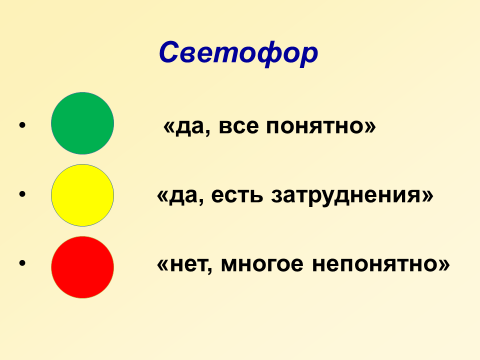 Светофор
• «да, все понятно»
• «да, есть затруднения»
• «нет, многое непонятно»